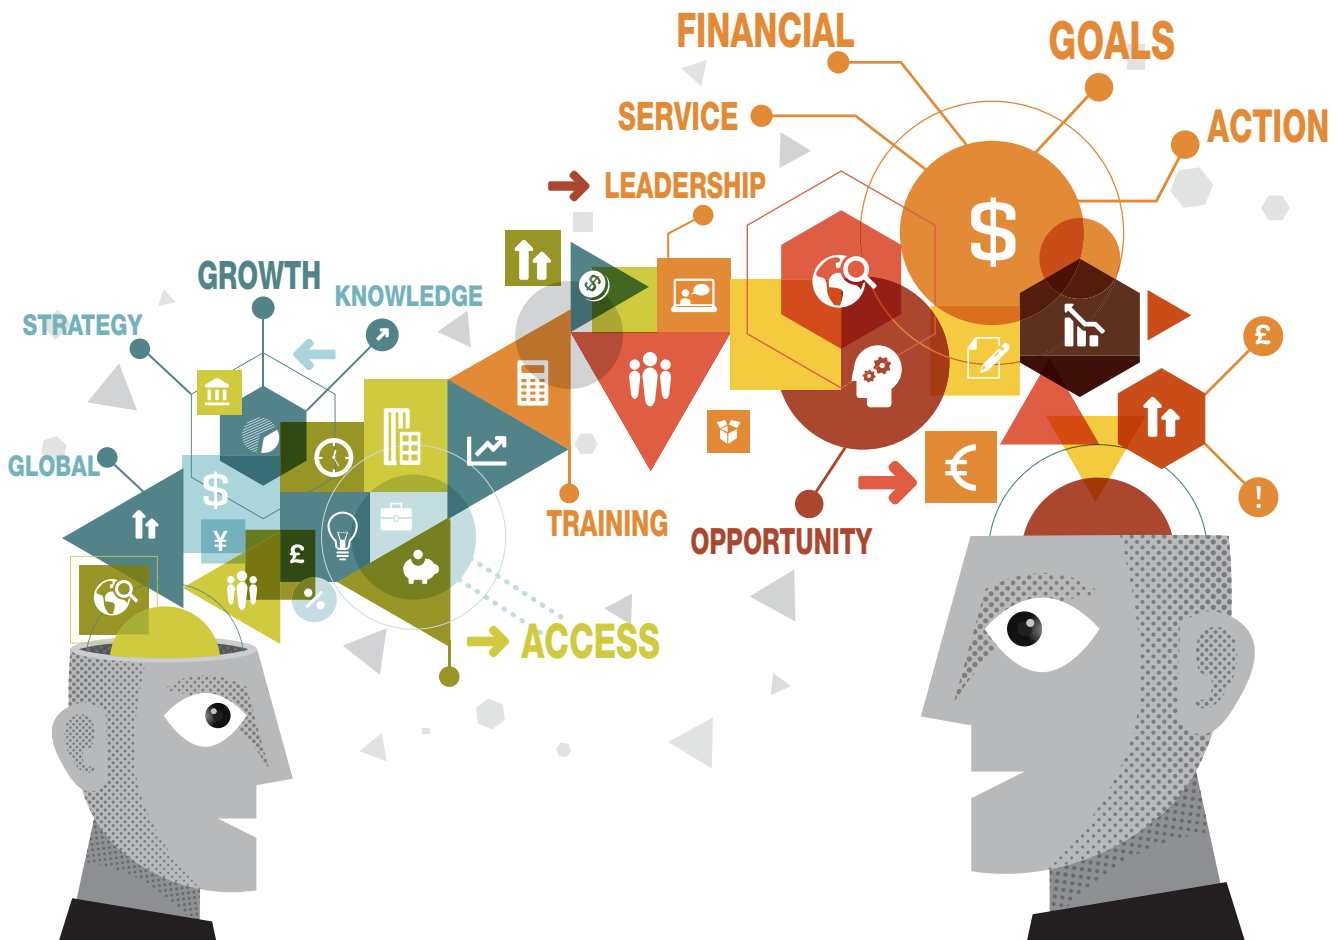 FINANCIAL
GOALS
SERVICE
ACTION
LEADERSHIP
$
$
GROWTH
KNOWLEDGE
STRATEGY
£
GLOBAL
$
€
!
TRAINING
OPPORTUNITY
¥
£
%
ACCESS